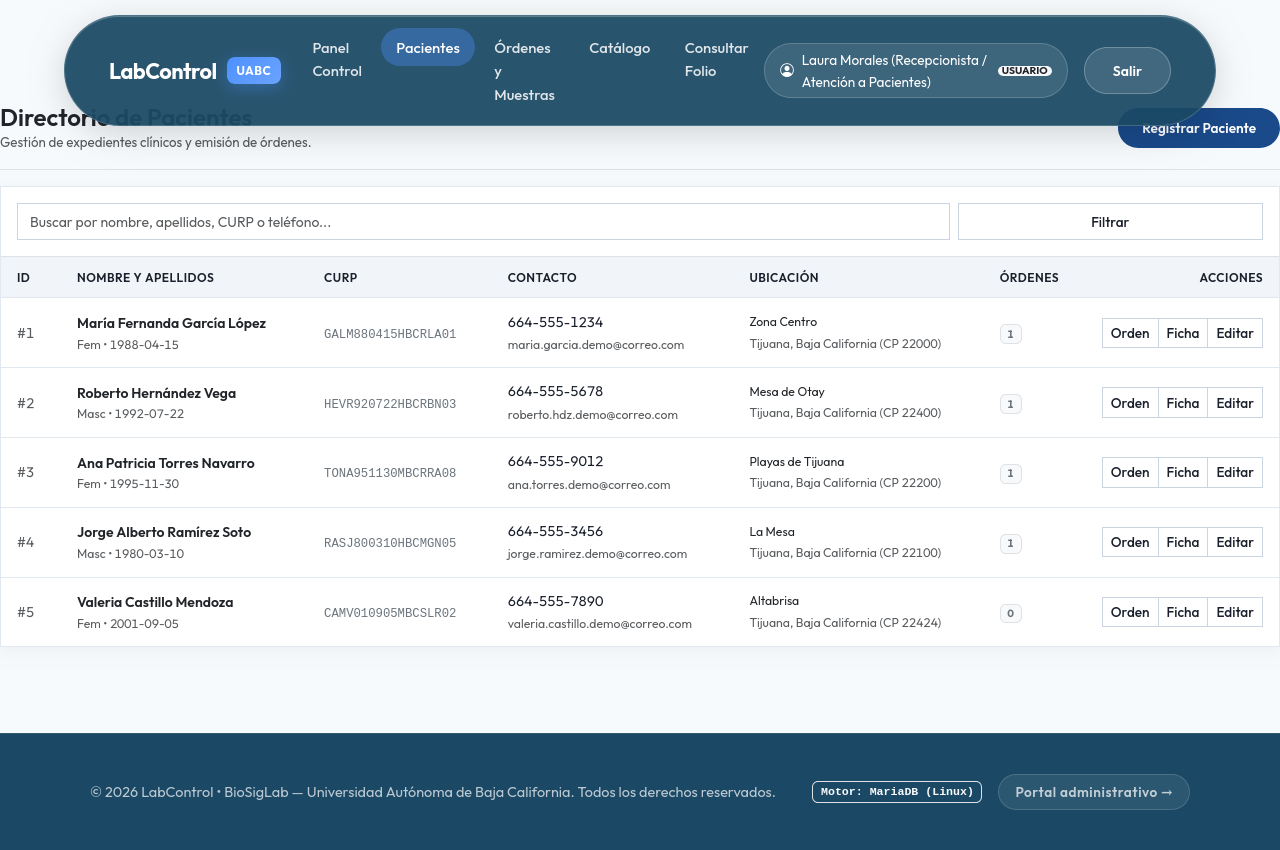 LabControl UABC
Panel Control
Pacientes
Órdenes y Muestras
Catálogo
Consultar Folio
Laura Morales (Recepcionista / Atención a Pacientes)
USUARIO
Salir
Directorio de Pacientes
Gestión de expedientes clínicos y emisión de órdenes.
Registrar Paciente
Buscar por nombre, apellidos, CURP o teléfono...
Filtrar
ID NOMBRE Y APELLIDOS CURP CONTACTO UBICACIÓN ÓRDENES ACCIONES
#1 María Fernanda García López GALM880415HBCRLA01 664-555-1234 Zona Centro 1 Orden Ficha Editar
Fem • 1988-04-15 maria.garcia.demo@correo.com Tijuana, Baja California (CP 22000)
#2 Roberto Hernández Vega HEVR920722HBCRBN03 664-555-5678 Mesa de Otay 1 Orden Ficha Editar
Masc • 1992-07-22 roberto.hdz.demo@correo.com Tijuana, Baja California (CP 22400)
#3 Ana Patricia Torres Navarro TONA951130MBCRRA08 664-555-9012 Playas de Tijuana 1 Orden Ficha Editar
Fem • 1995-11-30 ana.torres.demo@correo.com Tijuana, Baja California (CP 22200)
#4 Jorge Alberto Ramírez Soto RASJ800310HBCMGN05 664-555-3456 La Mesa 1 Orden Ficha Editar
Masc • 1980-03-10 jorge.ramirez.demo@correo.com Tijuana, Baja California (CP 22100)
#5 Valeria Castillo Mendoza CAMV010905MBCSLR02 664-555-7890 Altabrisa 0 Orden Ficha Editar
Fem • 2001-09-05 valeria.castillo.demo@correo.com Tijuana, Baja California (CP 22424)
© 2026 LabControl • BioSigLab — Universidad Autónoma de Baja California. Todos los derechos reservados.
Motor: MariaDB (Linux)
Portal administrativo →